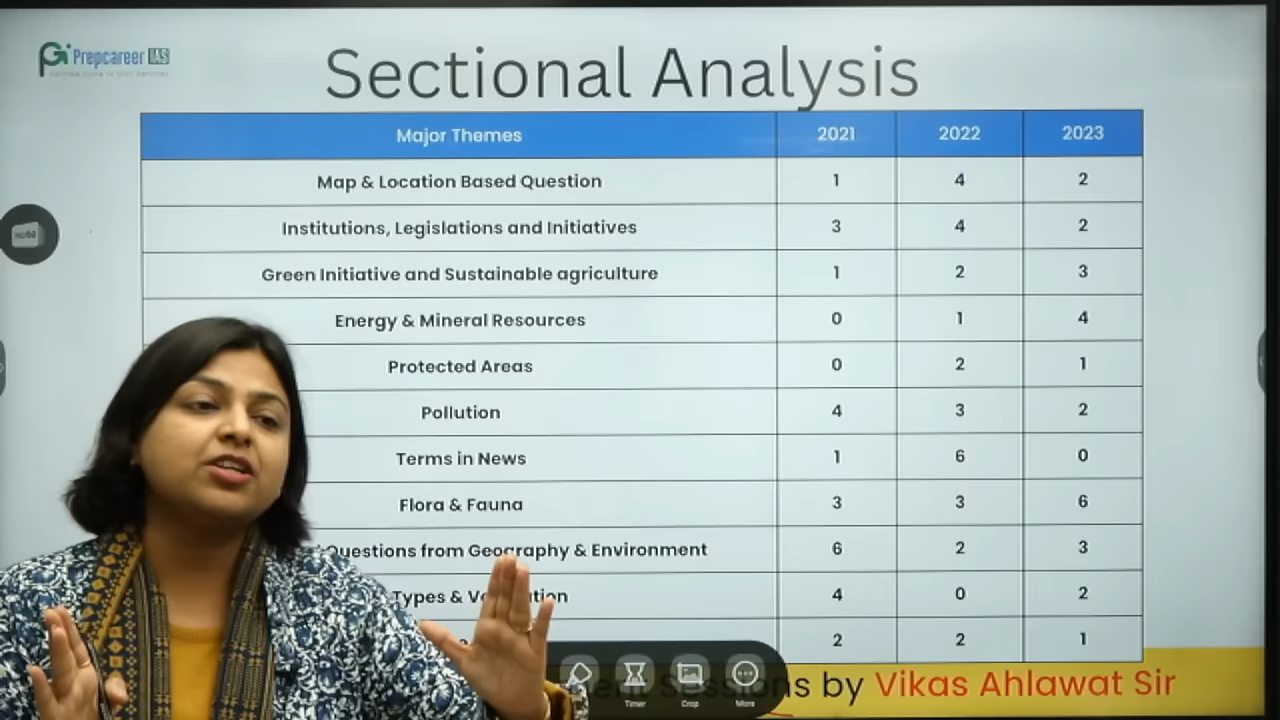 Prepcareer IAS
Sectional Analysis
Major Themes 2021 2022 2023
Map & Location Based Question 1 4 2
Institutions, Legislations and Initiatives 3 4 2
Green Initiative and Sustainable agriculture 1 2 3
Energy & Mineral Resources 0 1 4
Protected Areas 0 2 1
Pollution 4 3 2
Terms in News 1 6 0
Flora & Fauna 3 3 6
Questions from Geography & Environment 6 2 3
Types & 4 0 2
2 2 1
by Vikas Ahlawat Sir
Timer Crop More